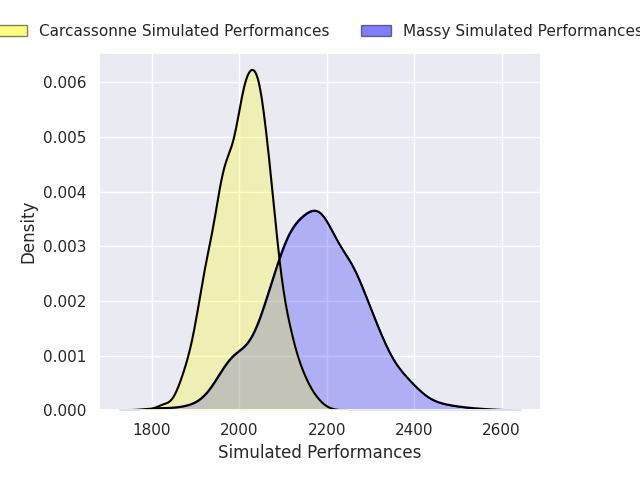 Carcassonne Simulated Performances Massy Simulated Performances
0.006
0.005
0.004
0.003
0.002
0.001
0.000
Density
1800 2000 2200 2400 2600
Simulated Performances